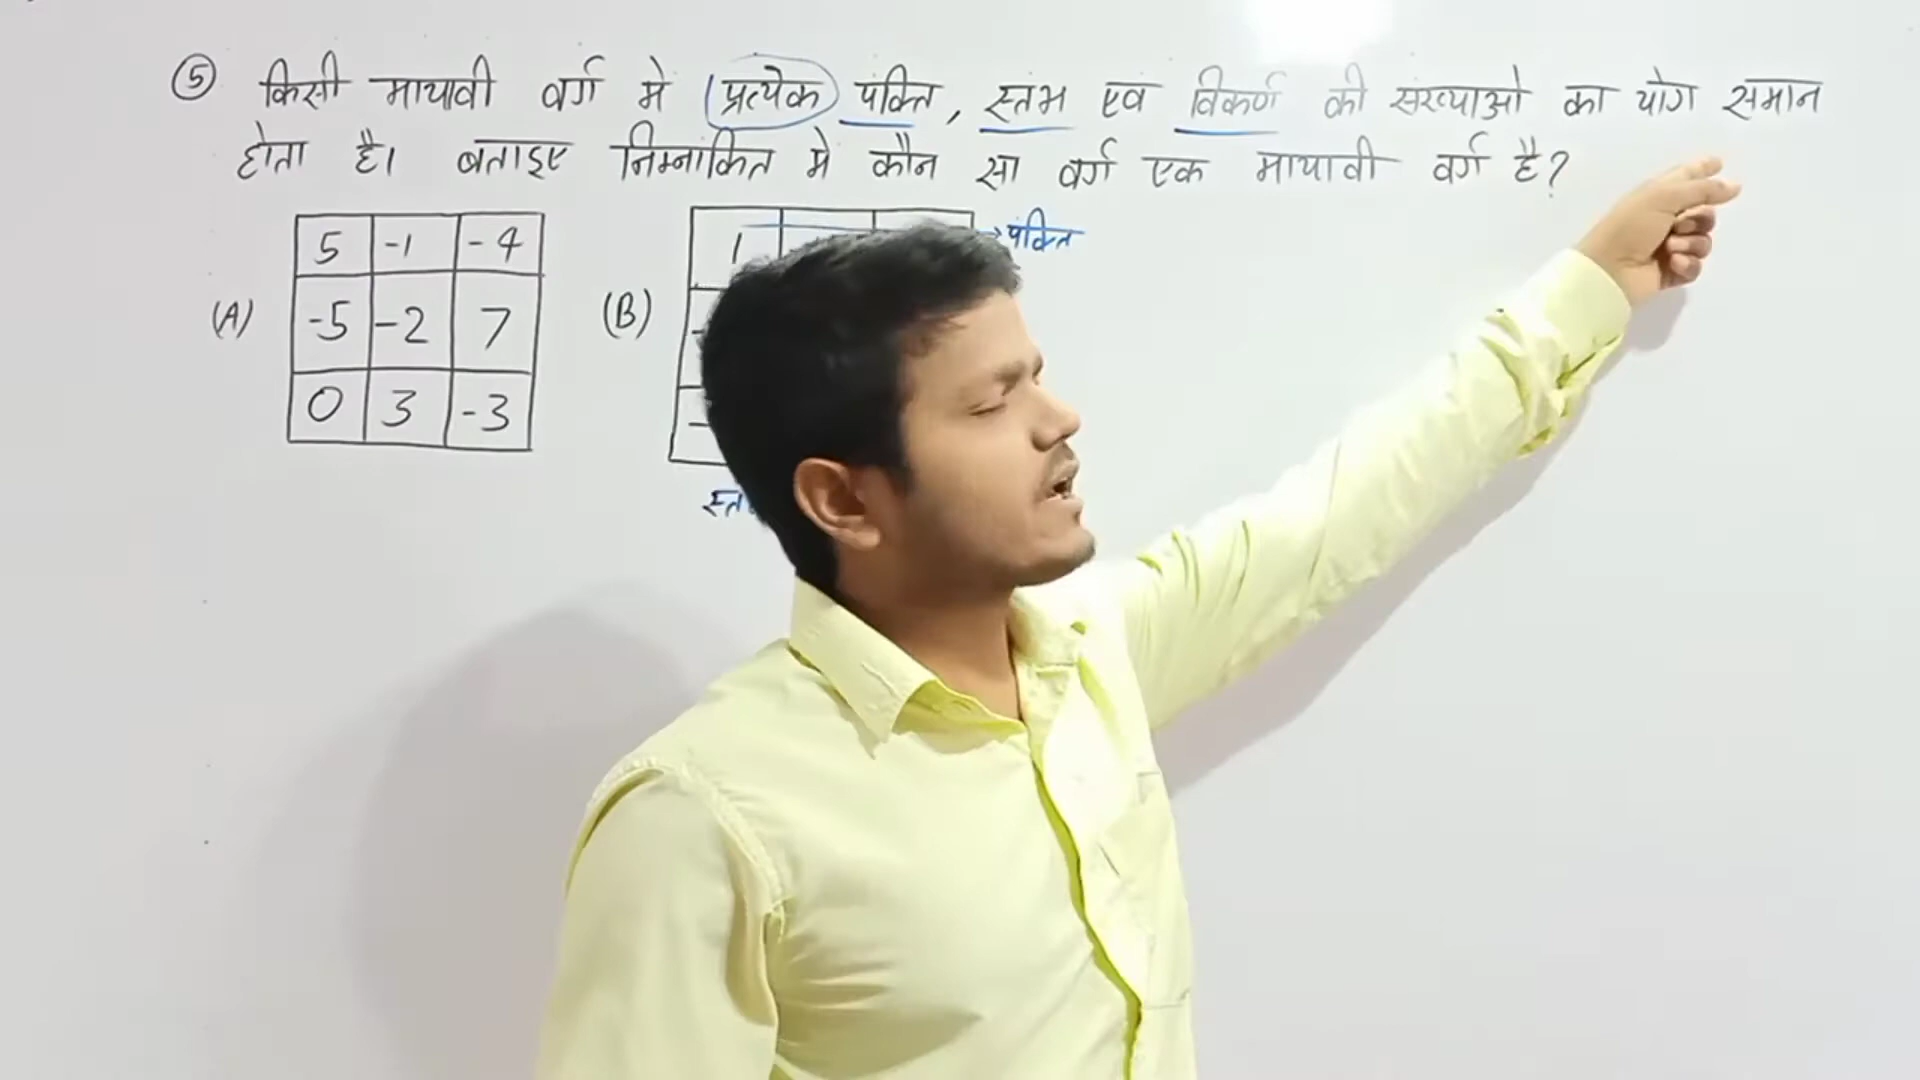 ⑤ किसी मायावी वर्ग मे प्रत्येक पंक्ति, स्तंभ एवं विकर्ण की संख्याओ का योग समान
होता है। बताइए निम्नांकित मे कौन सा वर्ग एक मायावी वर्ग है?
(A)
5 -1 -4
-5 -2 7
0 3 -3
(B)
1
→ पंक्ति